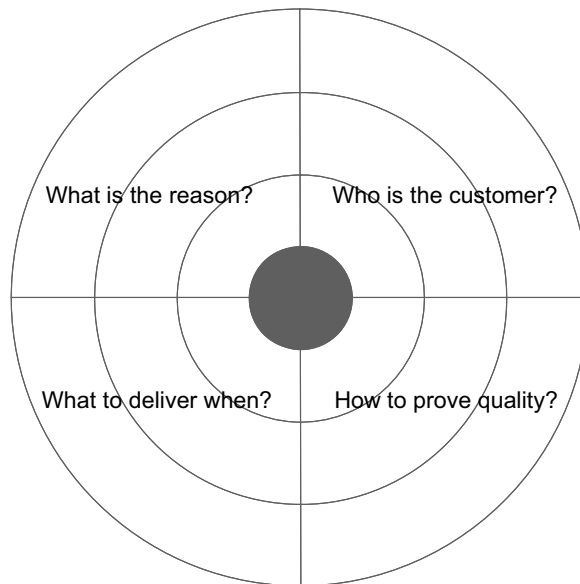 What is the reason?
Who is the customer?
What to deliver when?
How to prove quality?